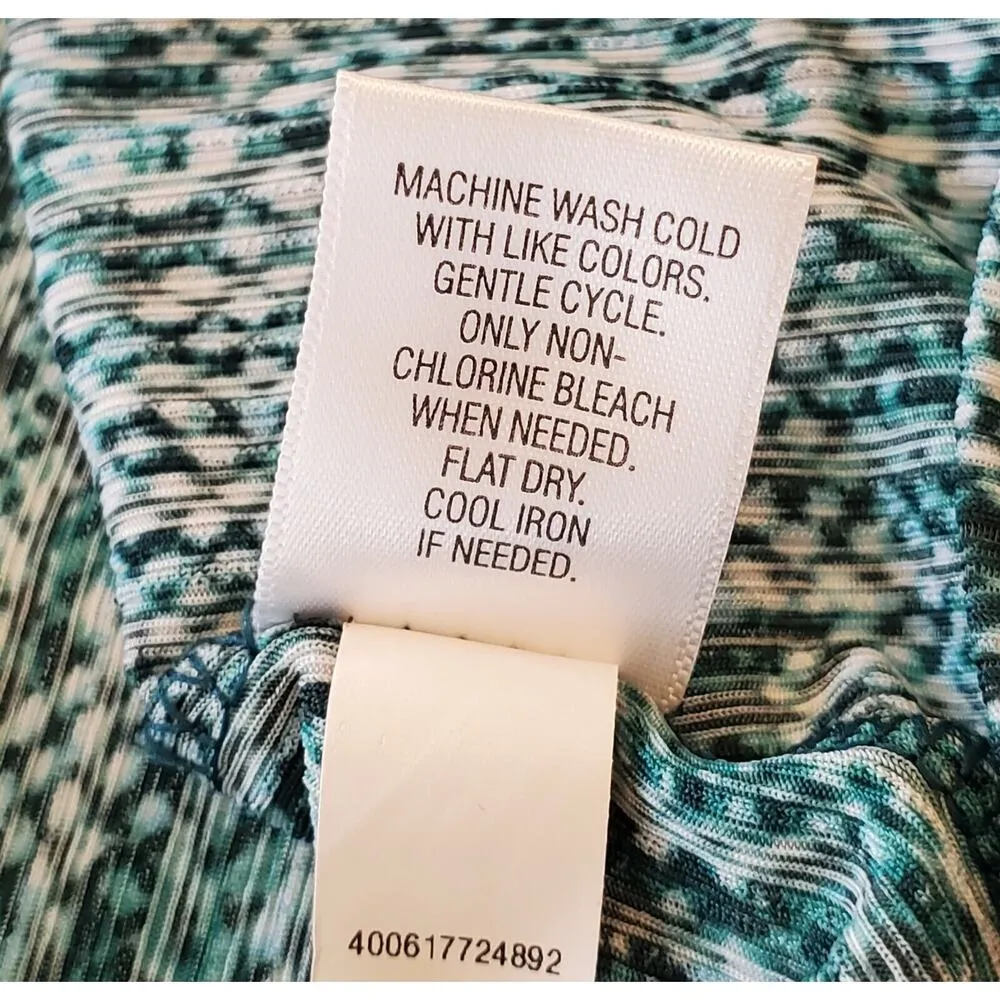 MACHINE WASH COLD
WITH LIKE COLORS.
GENTLE CYCLE.
ONLY NON-
CHLORINE BLEACH
WHEN NEEDED.
FLAT DRY.
COOL IRON
IF NEEDED.
400617724892